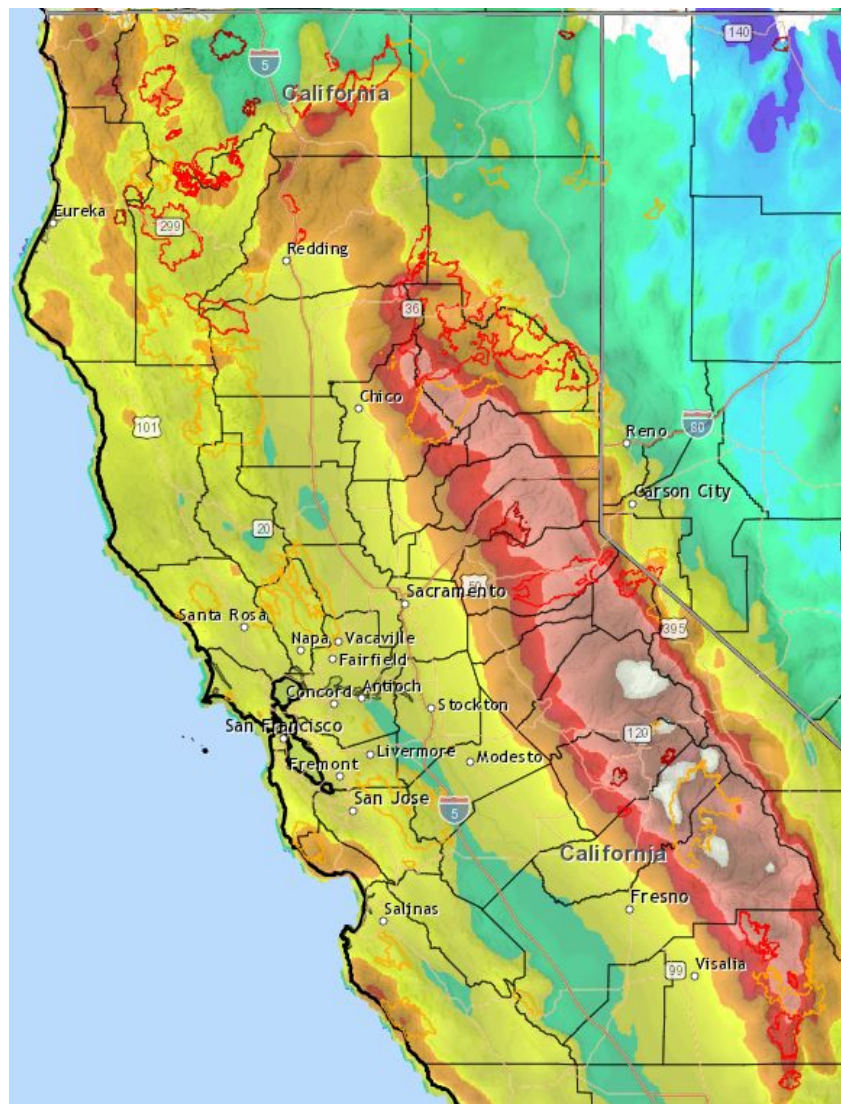 140
5
California
Eureka
299
Redding
36
Chico
101
Reno
80
Carson City
20
50
Sacramento
Santa Rosa
395
Napa
Vacaville
Fairfield
Concord
Antioch
Stockton
San Francisco
120
Livermore
Modesto
Fremont
San Jose
5
California
Fresno
Salinas
99
Visalia